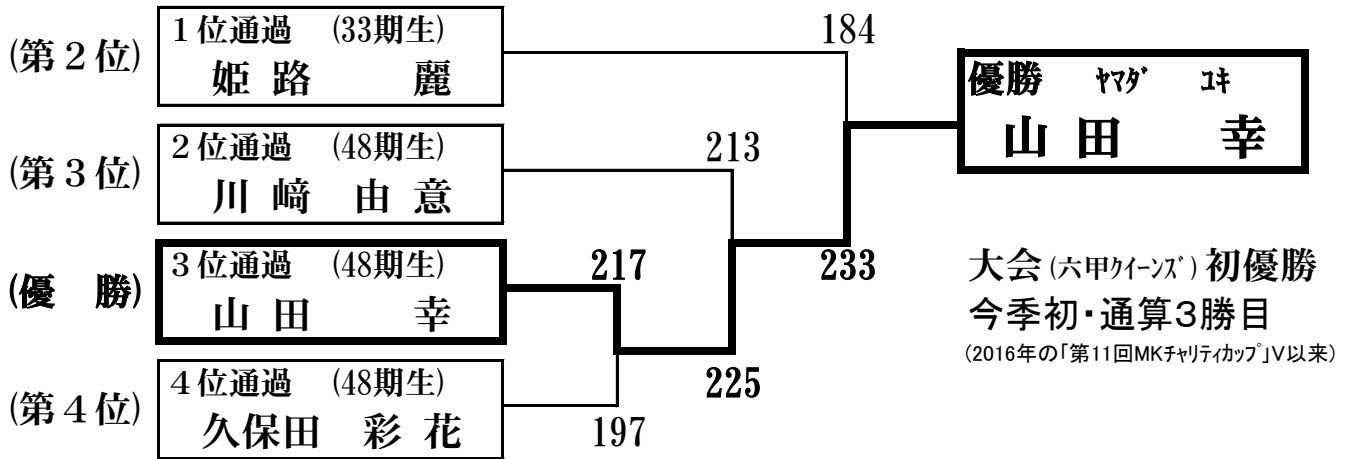 (第２位)
１位通過 (33期生)
姫路 麗
184
(第３位)
２位通過 (48期生)
川﨑 由意
213
(優 勝)
３位通過 (48期生)
山田 幸
217
(第４位)
４位通過 (48期生)
久保田 彩花
197
225
233
優勝 ﾔﾏﾀﾞ ﾕｷ
山田 幸
大会(六甲ｸｲｰﾝｽﾞ)初優勝
今季初・通算３勝目
(2016年の「第11回MKﾁｬﾘﾃｨｶｯﾌﾟ」V以来)